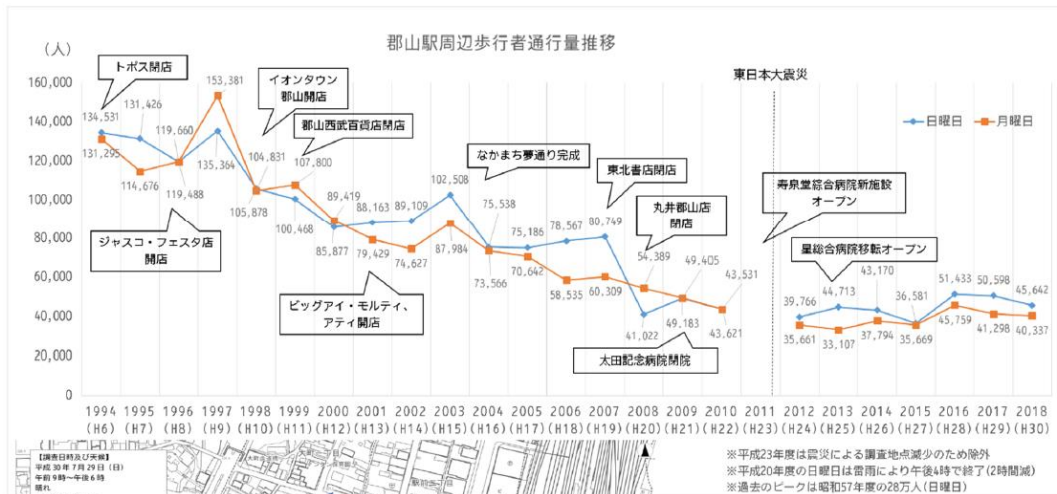 郡山駅周辺歩行者通行量推移
(人)
160,000
140,000
120,000
100,000
80,000
60,000
40,000
20,000
0
トポス閉店
イオンタウン
郡山開店
郡山西武百貨店閉店
ジャスコ・フェスタ店
開店
ビッグアイ・モルティ、
アティ開店
なかまち夢通り完成
東北書店閉店
丸井郡山店
閉店
太田記念病院閉院
東日本大震災
寿泉堂綜合病院新施設
オープン
星総合病院移転オープン
日曜日
月曜日
134,531
131,295
131,426
114,676
119,660
119,488
153,381
135,364
104,831
105,878
107,800
100,468
89,419
85,877
88,163
79,429
89,109
74,627
102,508
87,984
75,538
73,566
75,186
70,642
78,567
58,535
80,749
60,309
54,389
41,022
49,405
49,183
43,531
43,621
39,766
35,661
44,713
33,107
43,170
37,794
36,581
35,669
51,433
45,759
50,598
41,298
45,642
40,337
1994 1995 1996 1997 1998 1999 2000 2001 2002 2003 2004 2005 2006 2007 2008 2009 2010 2011 2012 2013 2014 2015 2016 2017 2018
(H6) (H7) (H8) (H9) (H10) (H11) (H12) (H13) (H14) (H15) (H16) (H17) (H18) (H19) (H20) (H21) (H22) (H23 (H24) (H25) (H26) (H27) (H28) (H29) (H30)
【調査日時及び天候】
平成30年7月29日(日)
午前9時~午後6時
晴れ
※平成23年度は震災による調査地点減少のため除外
※平成20年度の日曜日は雷雨により午後4時で終了(2時間減)
※過去のピークは昭和57年度の28万人(日曜日)